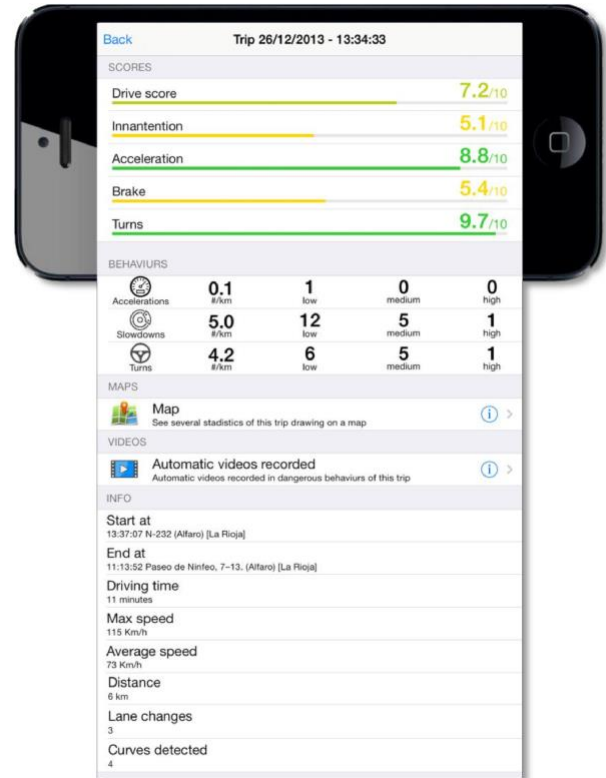 Back Trip 26/12/2013 - 13:34:33
SCORES
Drive score 7.2/10
Innantention 5.1/10
Acceleration 8.8/10
Brake 5.4/10
Turns 9.7/10
BEHAVIURS
Accelerations 0.1 #/km 1 low 0 medium 0 high
Slowdowns 5.0 #/km 12 low 5 medium 1 high
Turns 4.2 #/km 6 low 5 medium 1 high
MAPS
Map
See several stadistics of this trip drawing on a map
VIDEOS
Automatic videos recorded
Automatic videos recorded in dangerous behaviurs of this trip
INFO
Start at
13:37:07 N-232 (Alfaro) [La Rioja]
End at
11:13:52 Paseo de Ninfeo, 7–13. (Alfaro) [La Rioja]
Driving time
11 minutes
Max speed
115 Km/h
Average speed
73 Km/h
Distance
6 km
Lane changes
3
Curves detected
4